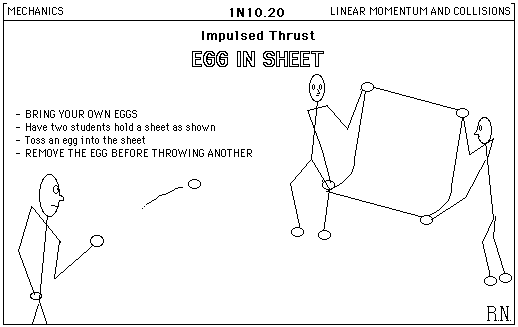 MECHANICS
1N10.20
LINEAR MOMENTUM AND COLLISIONS
Impulsed Thrust
EGG IN SHEET
- BRING YOUR OWN EGGS
- Have two students hold a sheet as shown
- Toss an egg into the sheet
- REMOVE THE EGG BEFORE THROWING ANOTHER
R.N.